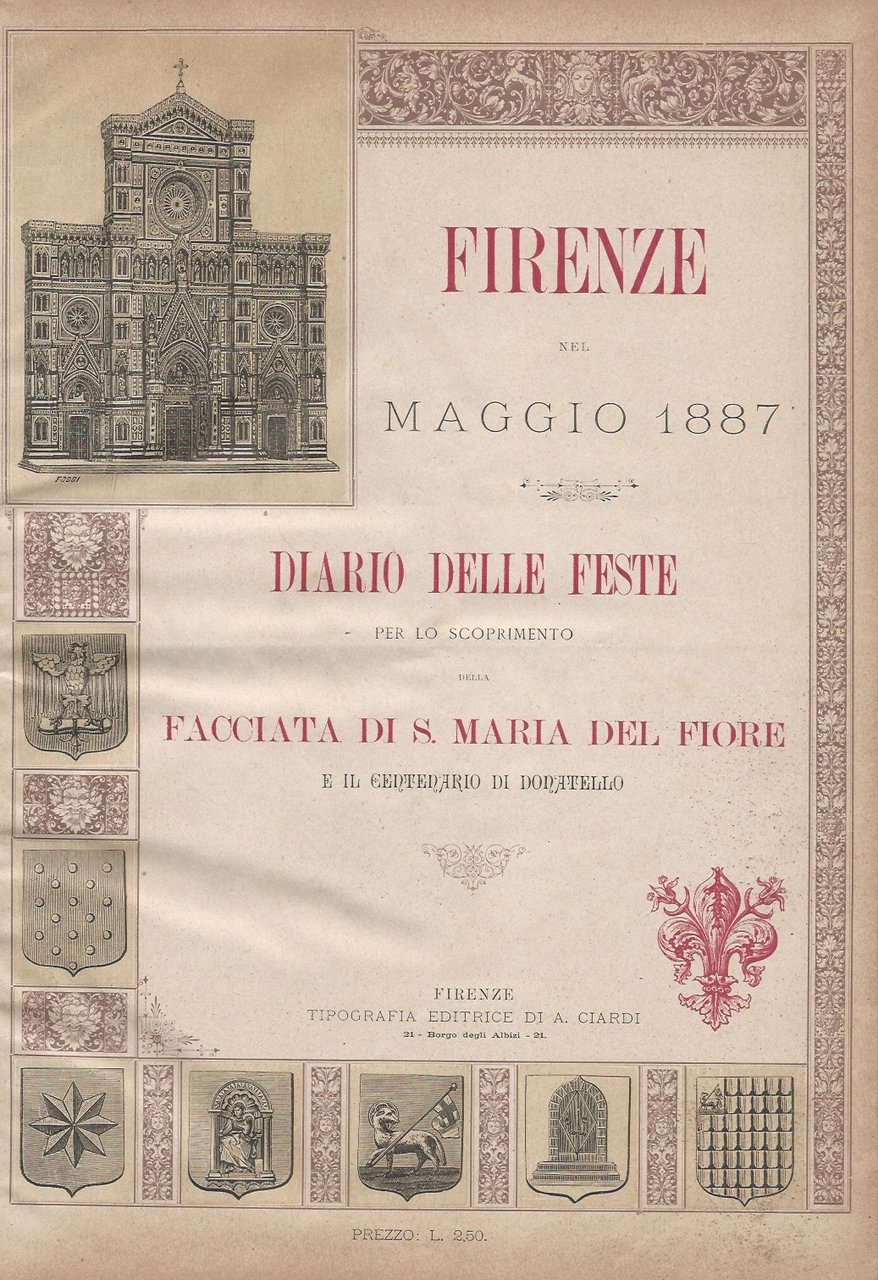 FIRENZE
NEL
MAGGIO 1887
FOGGI
DIARIO DELLE FESTE
PER LO SCOPRIMENTO
DELLA
FACCIATA DI S. MARIA DEL FIORE
E IL CENTENARIO DI DONATELLO
FIRENZE
TIPOGRAFIA EDITRICE DI A. CIARDI
21 - Borgo degli Albizi - 21.
PREZZO: L. 2,50.